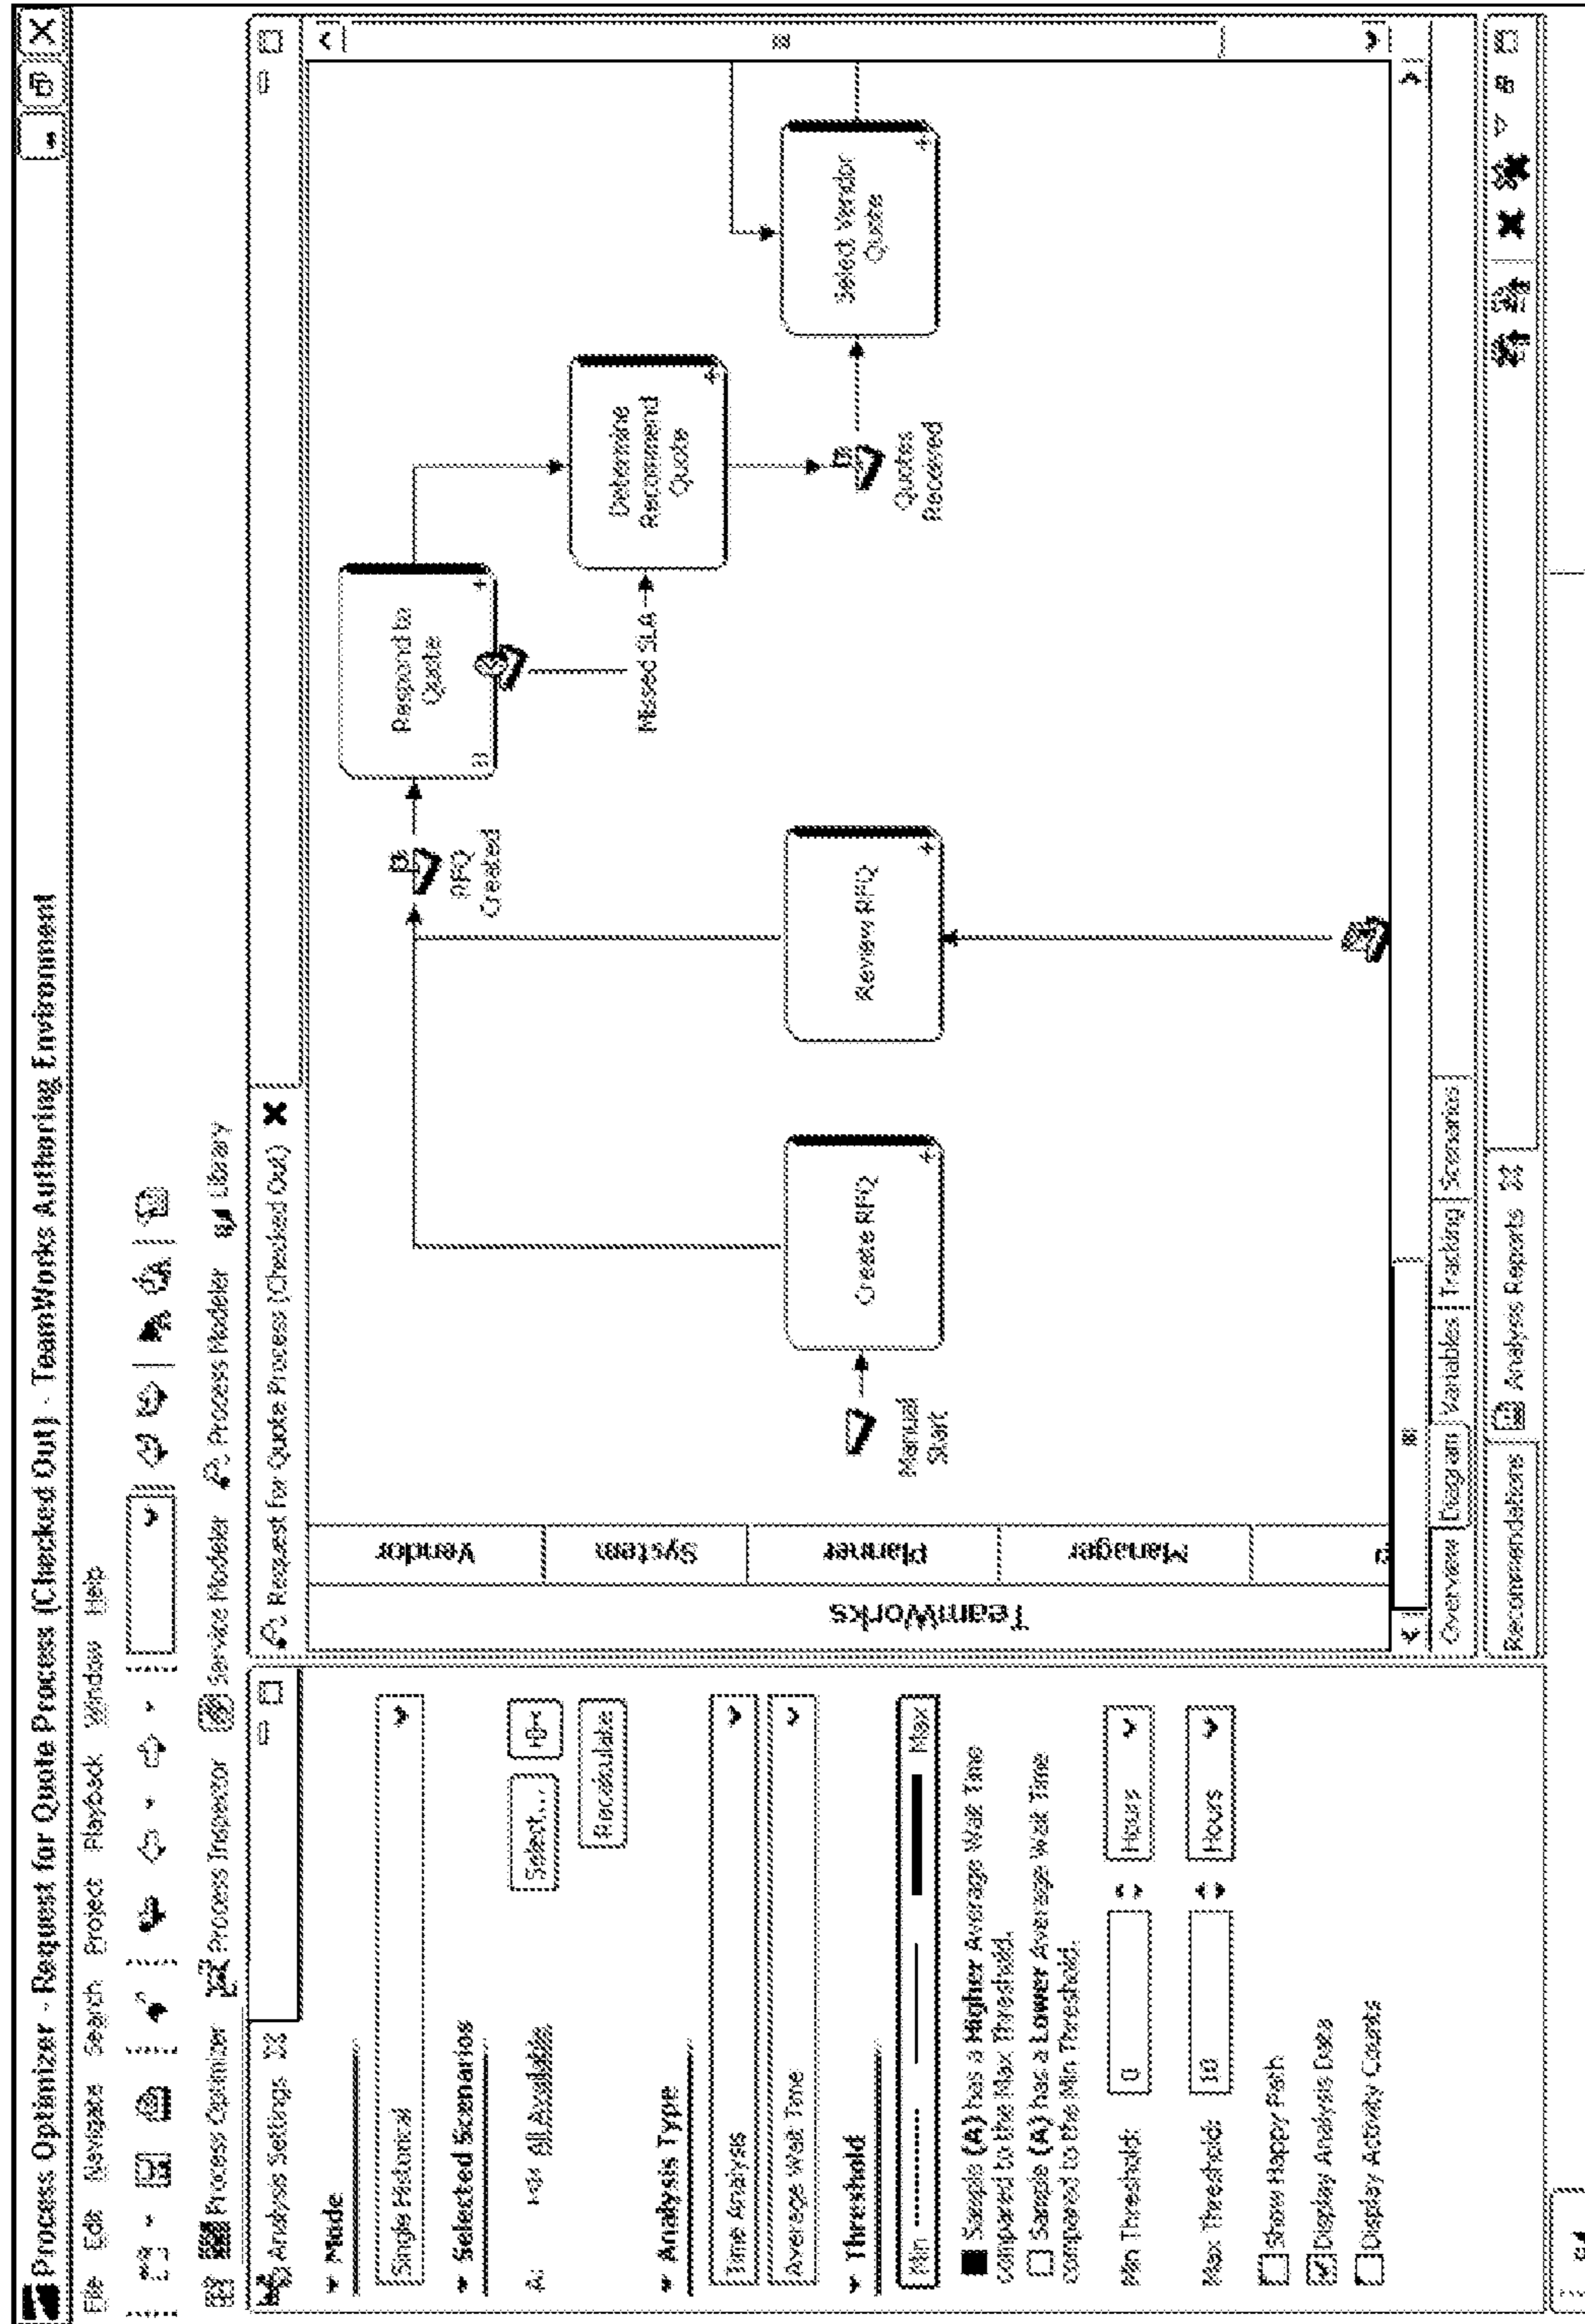 Process Optimizer - Request for Quote Process (Checked Out) - TeamWorks Authoring Environment
File Edit Navigate Search Project Playback Window Help
Process Optimizer Process Inspector Service Modeler Process Modeler Library
Analysis Settings
Mode
Single Historical
Selected Scenarios
A: All Available
Select...
Recalculate
Analysis Type
Time Analysis
Average Wait Time
Threshold
Min Max
Sample (A) has a Higher Average Wait Time
compared to the Max Threshold.
Sample (A) has a Lower Average Wait Time
compared to the Min Threshold.
Min Threshold: 0 Hours
Max Threshold: 10 Hours
Show Happy Path
Display Analysis Data
Display Activity Counts
Request for Quote Process (Checked Out)
TeamWorks
Vendor
System
Planner
Manager
Manual
Start
Create RFQ
Review RFQ
RFQ
Created
Respond to
Quote
Missed SLA
Determine
Recommend
Quote
Quotes
Received
Select Vendor
Quote
Overview Diagram Variables Tracking Scenarios
Recommendations Analysis Reports